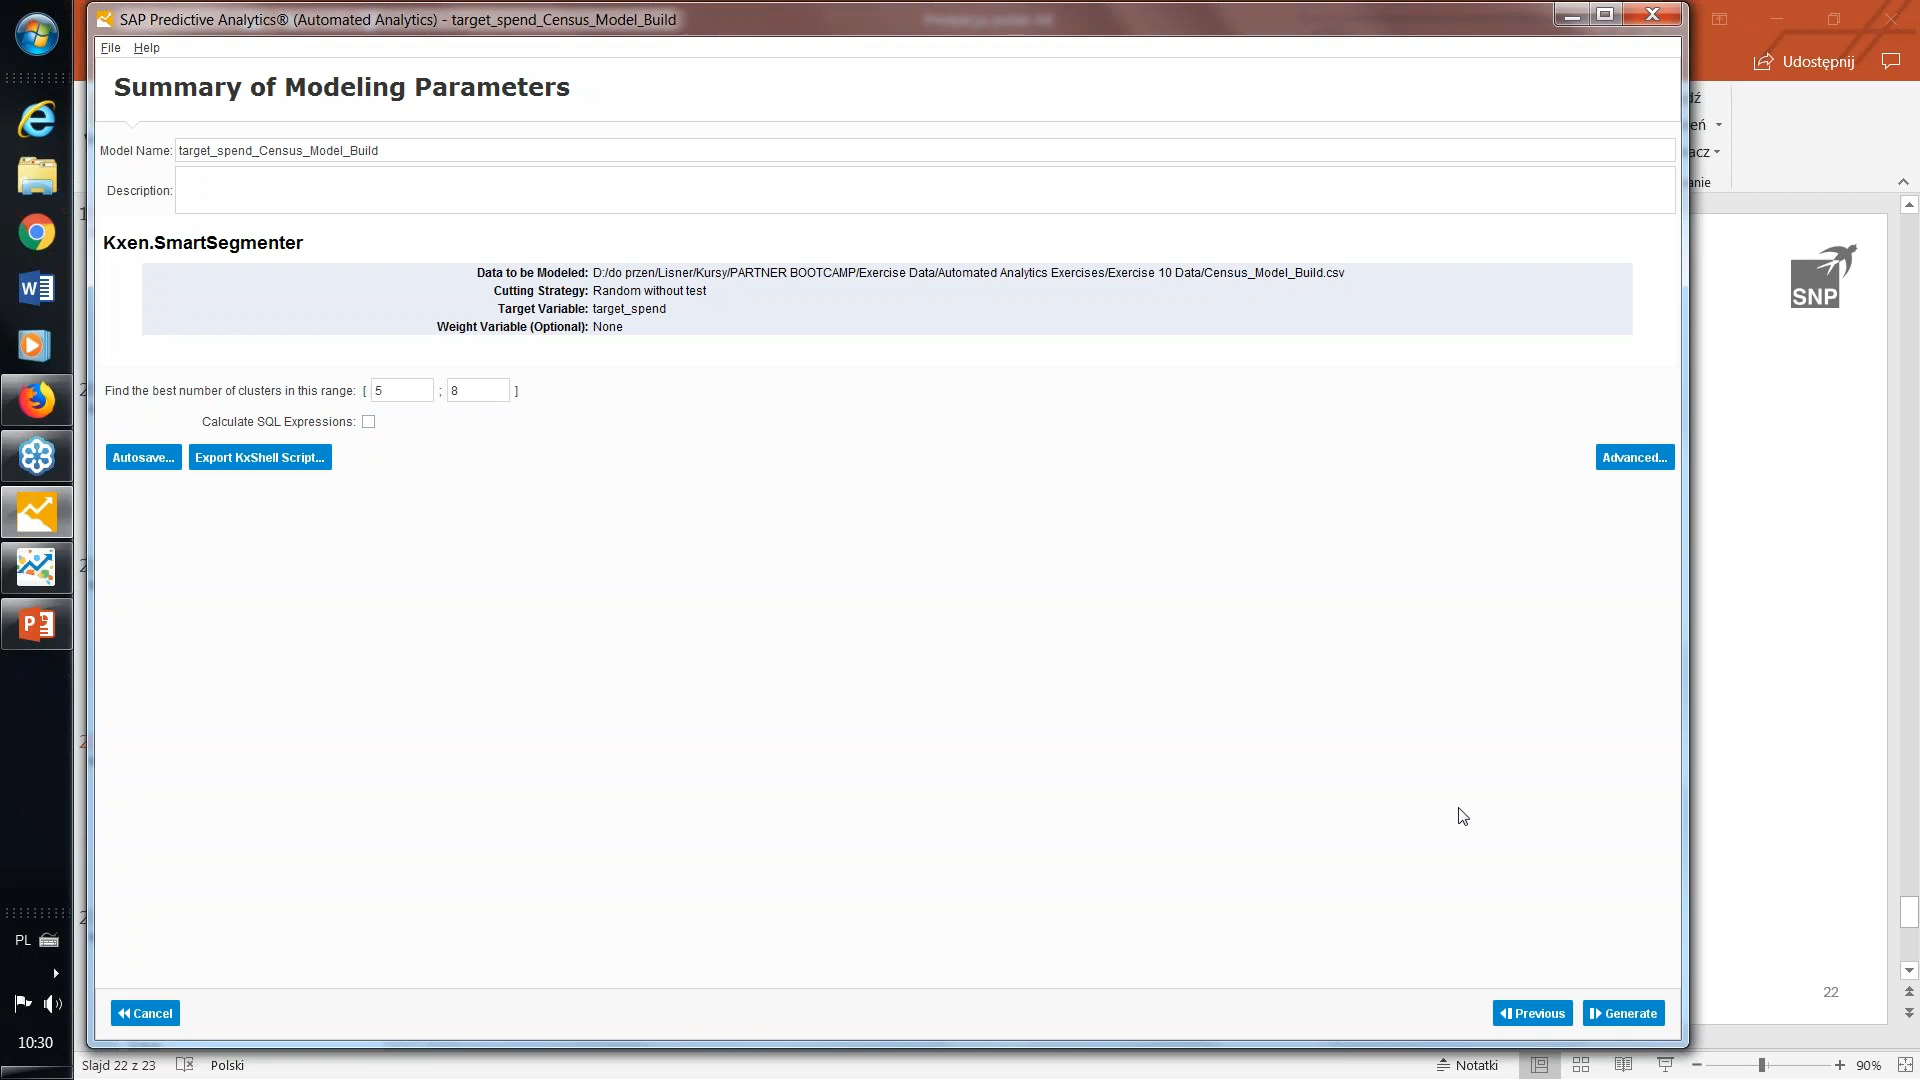 SAP Predictive Analytics® (Automated Analytics) - target_spend_Census_Model_Build
File Help
Summary of Modeling Parameters
Udostępnij
dź
eń
acz
anie
Model Name: target_spend_Census_Model_Build
Description:
Kxen.SmartSegmenter
Data to be Modeled: D:/do przen/Lisner/Kursy/PARTNER BOOTCAMP/Exercise Data/Automated Analytics Exercises/Exercise 10 Data/Census_Model_Build.csv
Cutting Strategy: Random without test
Target Variable: target_spend
Weight Variable (Optional): None
SNP
Find the best number of clusters in this range: [ 5 ; 8 ]
Calculate SQL Expressions:
Autosave... Export KxShell Script... Advanced...
PL
22
Cancel Previous Generate
10:30
Slajd 22 z 23 Polski Notatki 90%